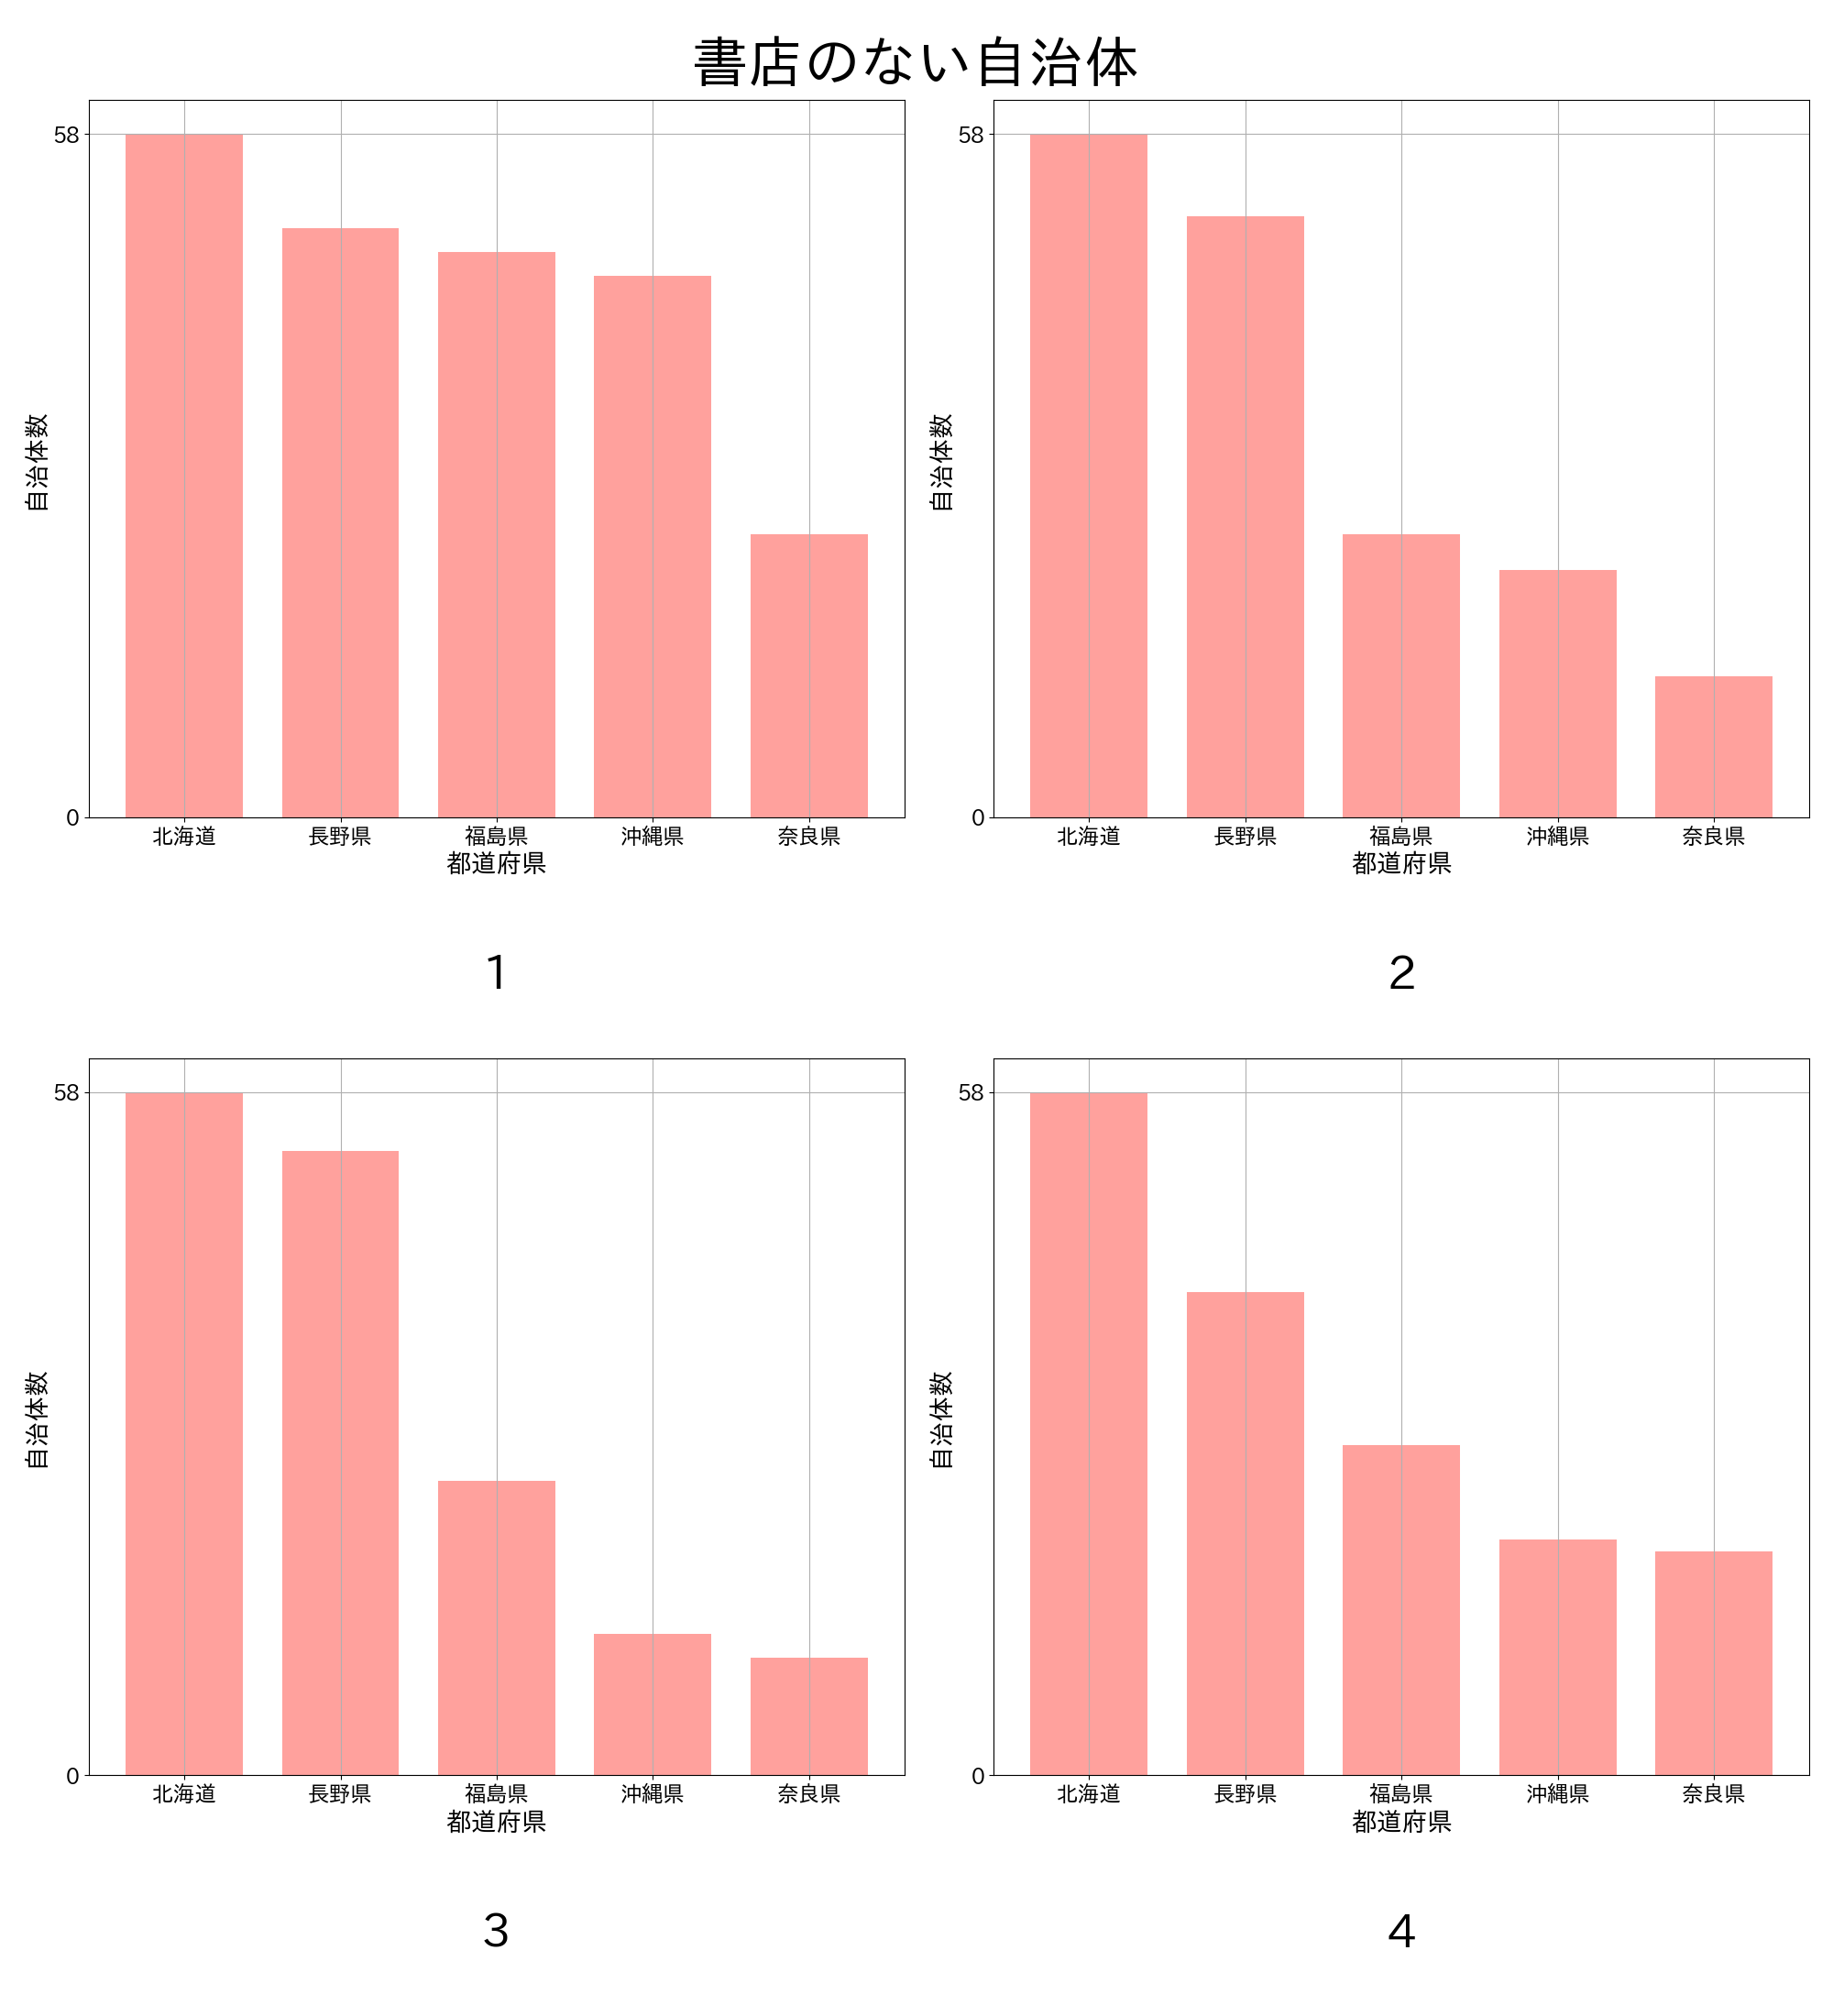 書店のない自治体
58
0
自治体数
北海道 長野県 福島県 沖縄県 奈良県
都道府県
1
58
0
自治体数
北海道 長野県 福島県 沖縄県 奈良県
都道府県
2
58
0
自治体数
北海道 長野県 福島県 沖縄県 奈良県
都道府県
3
58
0
自治体数
北海道 長野県 福島県 沖縄県 奈良県
都道府県
4